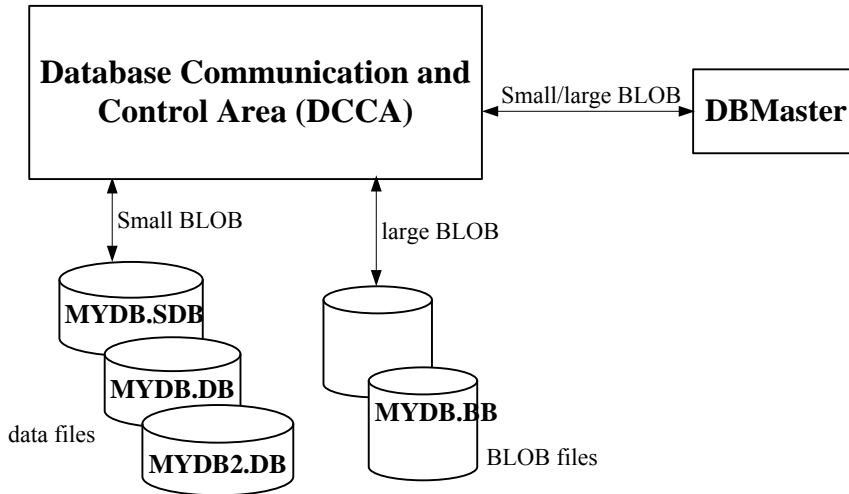 Database Communication and
Control Area (DCCA)
Small/large BLOB
DBMaster
Small BLOB
large BLOB
MYDB.SDB
MYDB.DB
MYDB2.DB
data files
MYDB.BB
BLOB files